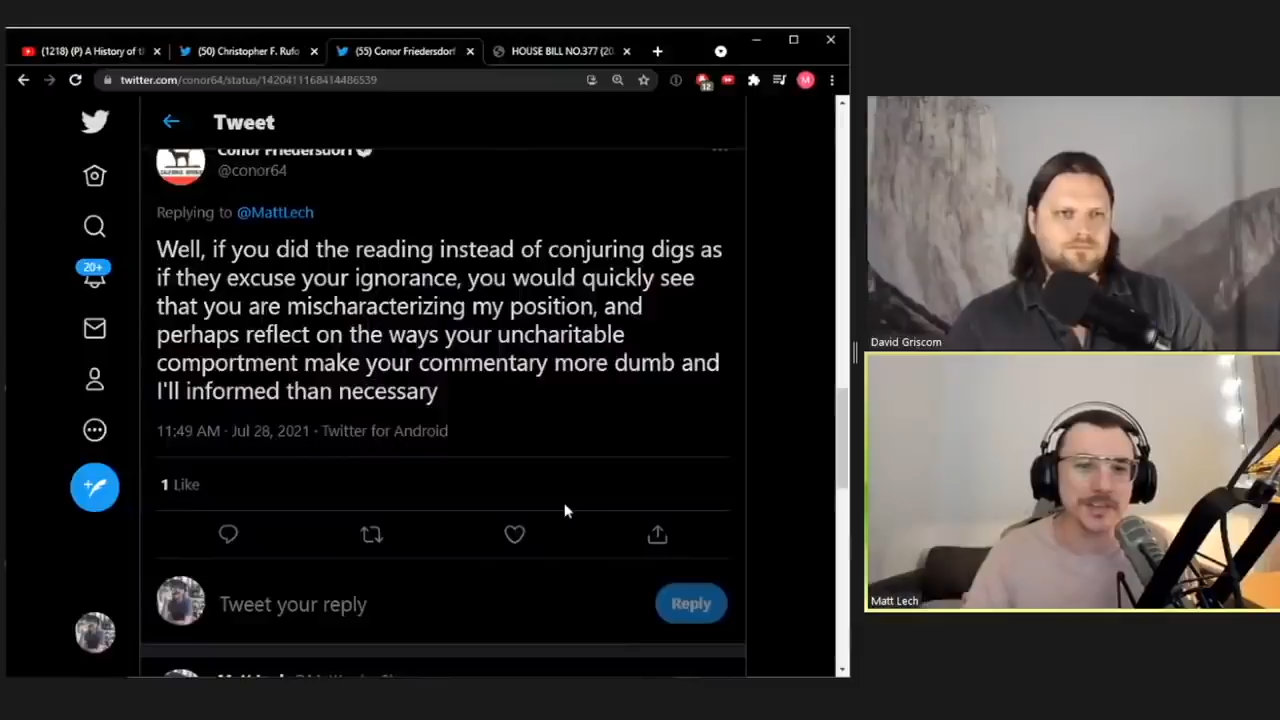 (1218) (P) A History of t
(50) Christopher F. Rufo
(55) Conor Friedersdorf
HOUSE BILL NO.377 (20
twitter.com/conor64/status/1420411168414486539
12
M
Tweet
Conor Friedersdorf
@conor64
Replying to @MattLech
Well, if you did the reading instead of conjuring digs as
if they excuse your ignorance, you would quickly see
that you are mischaracterizing my position, and
perhaps reflect on the ways your uncharitable
comportment make your commentary more dumb and
I'll informed than necessary
11:49 AM · Jul 28, 2021 · Twitter for Android
1 Like
20+
Tweet your reply
Reply
David Griscom
Matt Lech